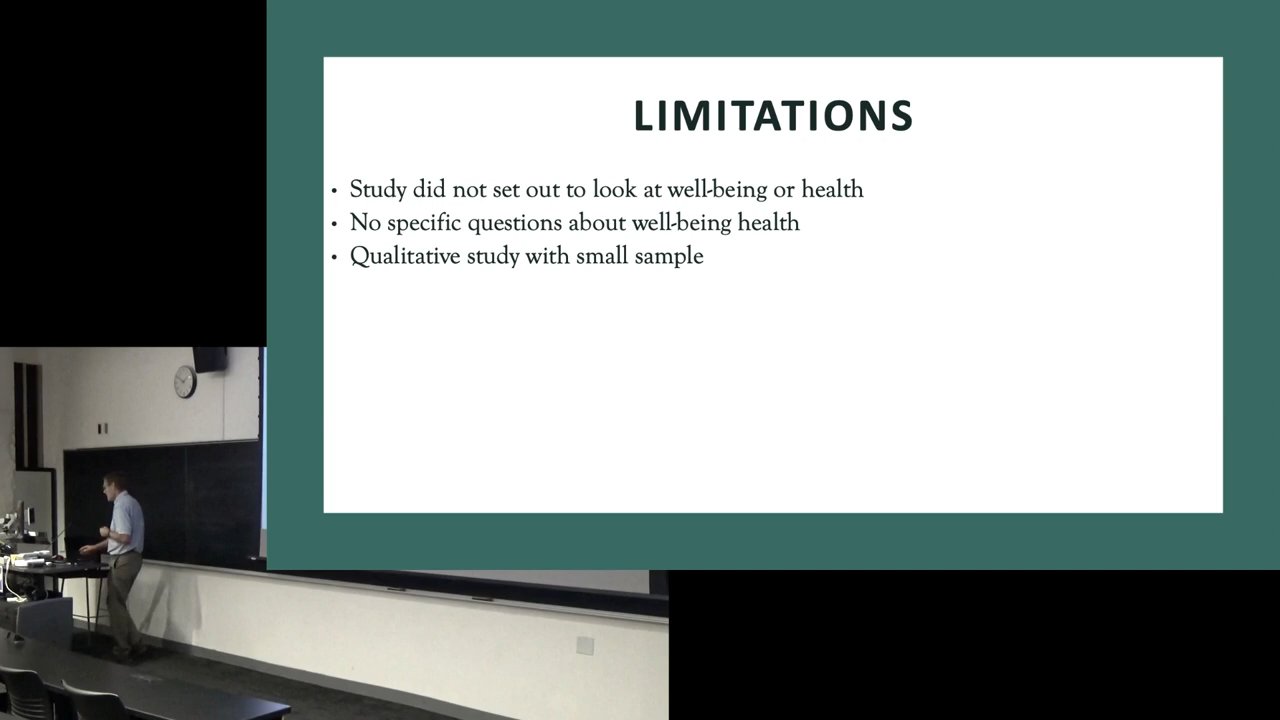 LIMITATIONS
• Study did not set out to look at well-being or health
• No specific questions about well-being health
• Qualitative study with small sample